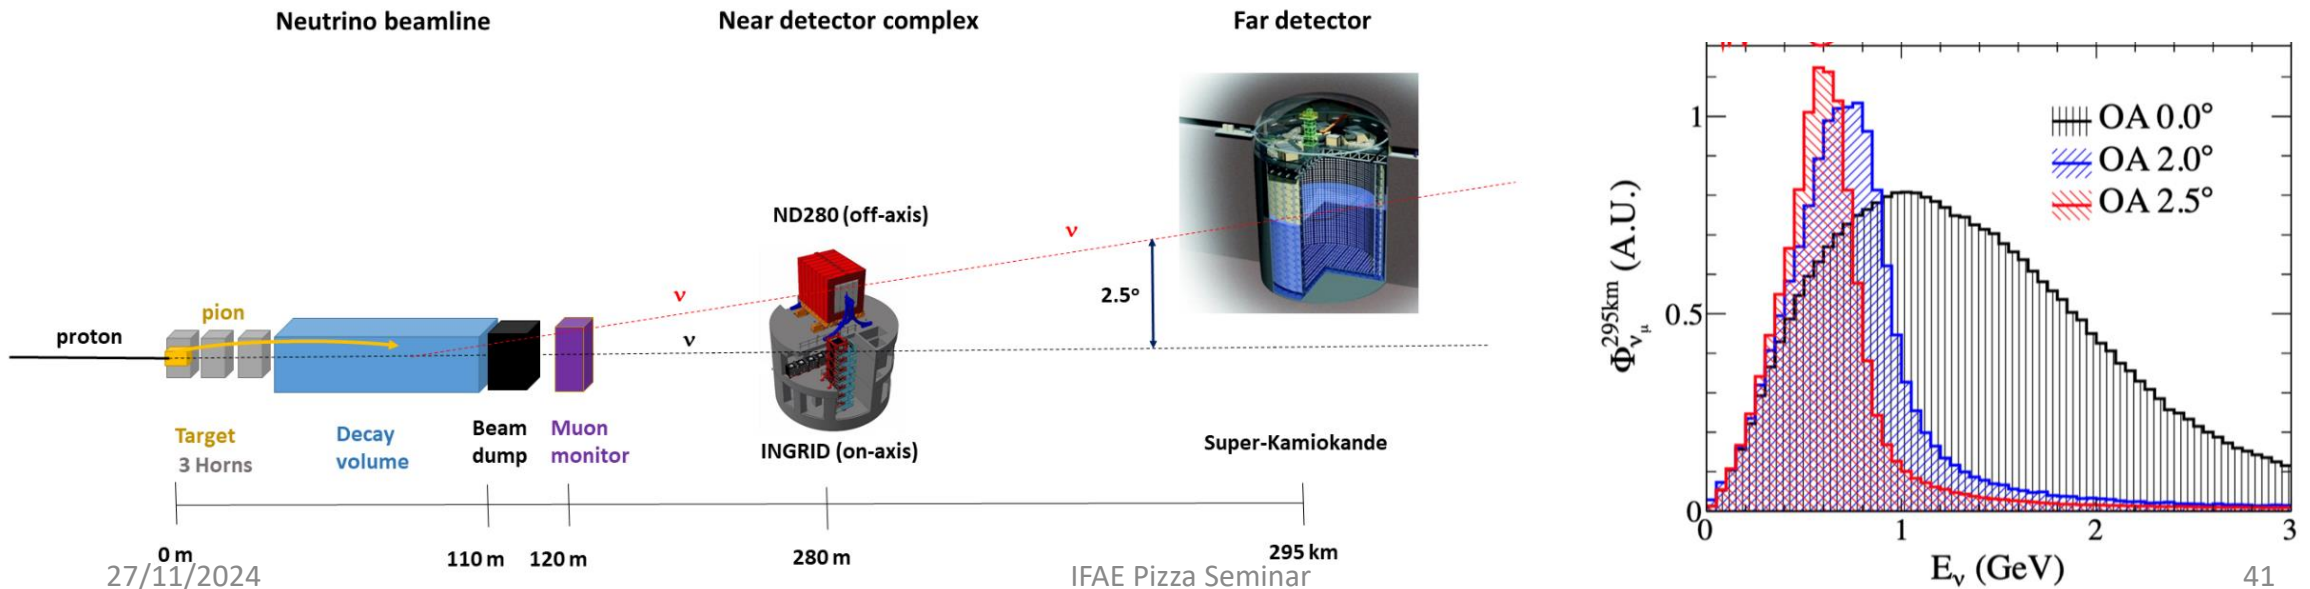 Neutrino beamline
Near detector complex
Far detector
ND280 (off-axis)
ν
ν
ν
2.5°
pion
proton
Target
3 Horns
Decay
volume
Beam
dump
Muon
monitor
INGRID (on-axis)
Super-Kamiokande
0 m
110 m
120 m
280 m
295 km
27/11/2024
IFAE Pizza Seminar
41
OA 0.0°
OA 2.0°
OA 2.5°
1
0.5
0
Φ^{295km}_{ν_μ} (A.U.)
0
1
2
3
E_ν (GeV)